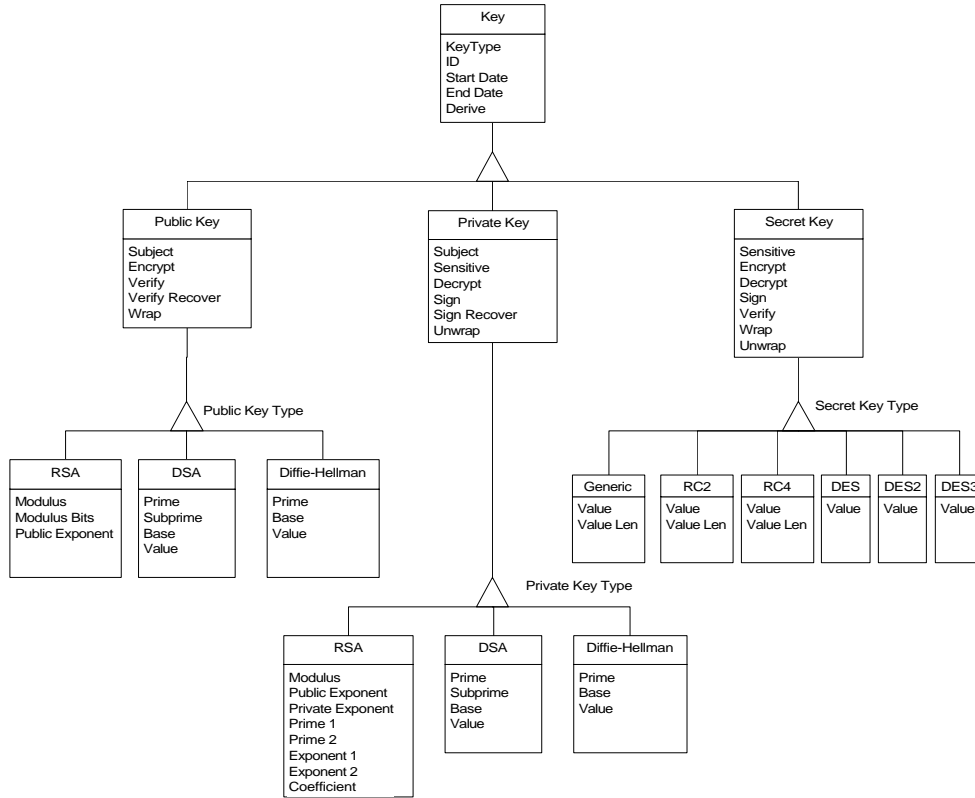 Key
KeyType
ID
Start Date
End Date
Derive
Public Key
Subject
Encrypt
Verify
Verify Recover
Wrap
Private Key
Subject
Sensitive
Decrypt
Sign
Sign Recover
Unwrap
Secret Key
Sensitive
Encrypt
Decrypt
Sign
Verify
Wrap
Unwrap
Public Key Type
RSA
Modulus
Modulus Bits
Public Exponent
DSA
Prime
Subprime
Base
Value
Diffie-Hellman
Prime
Base
Value
Secret Key Type
Generic
Value
Value Len
RC2
Value
Value Len
RC4
Value
Value Len
DES
Value
DES2
Value
DES3
Value
Private Key Type
RSA
Modulus
Public Exponent
Private Exponent
Prime 1
Prime 2
Exponent 1
Exponent 2
Coefficient
DSA
Prime
Subprime
Base
Value
Diffie-Hellman
Prime
Base
Value